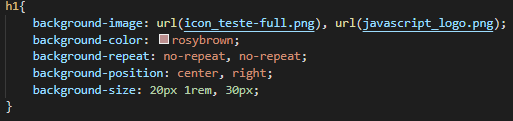 h1{
background-image: url(icon_teste-full.png), url(javascript_logo.png);
background-color: rosybrown;
background-repeat: no-repeat, no-repeat;
background-position: center, right;
background-size: 20px 1rem, 30px;
}